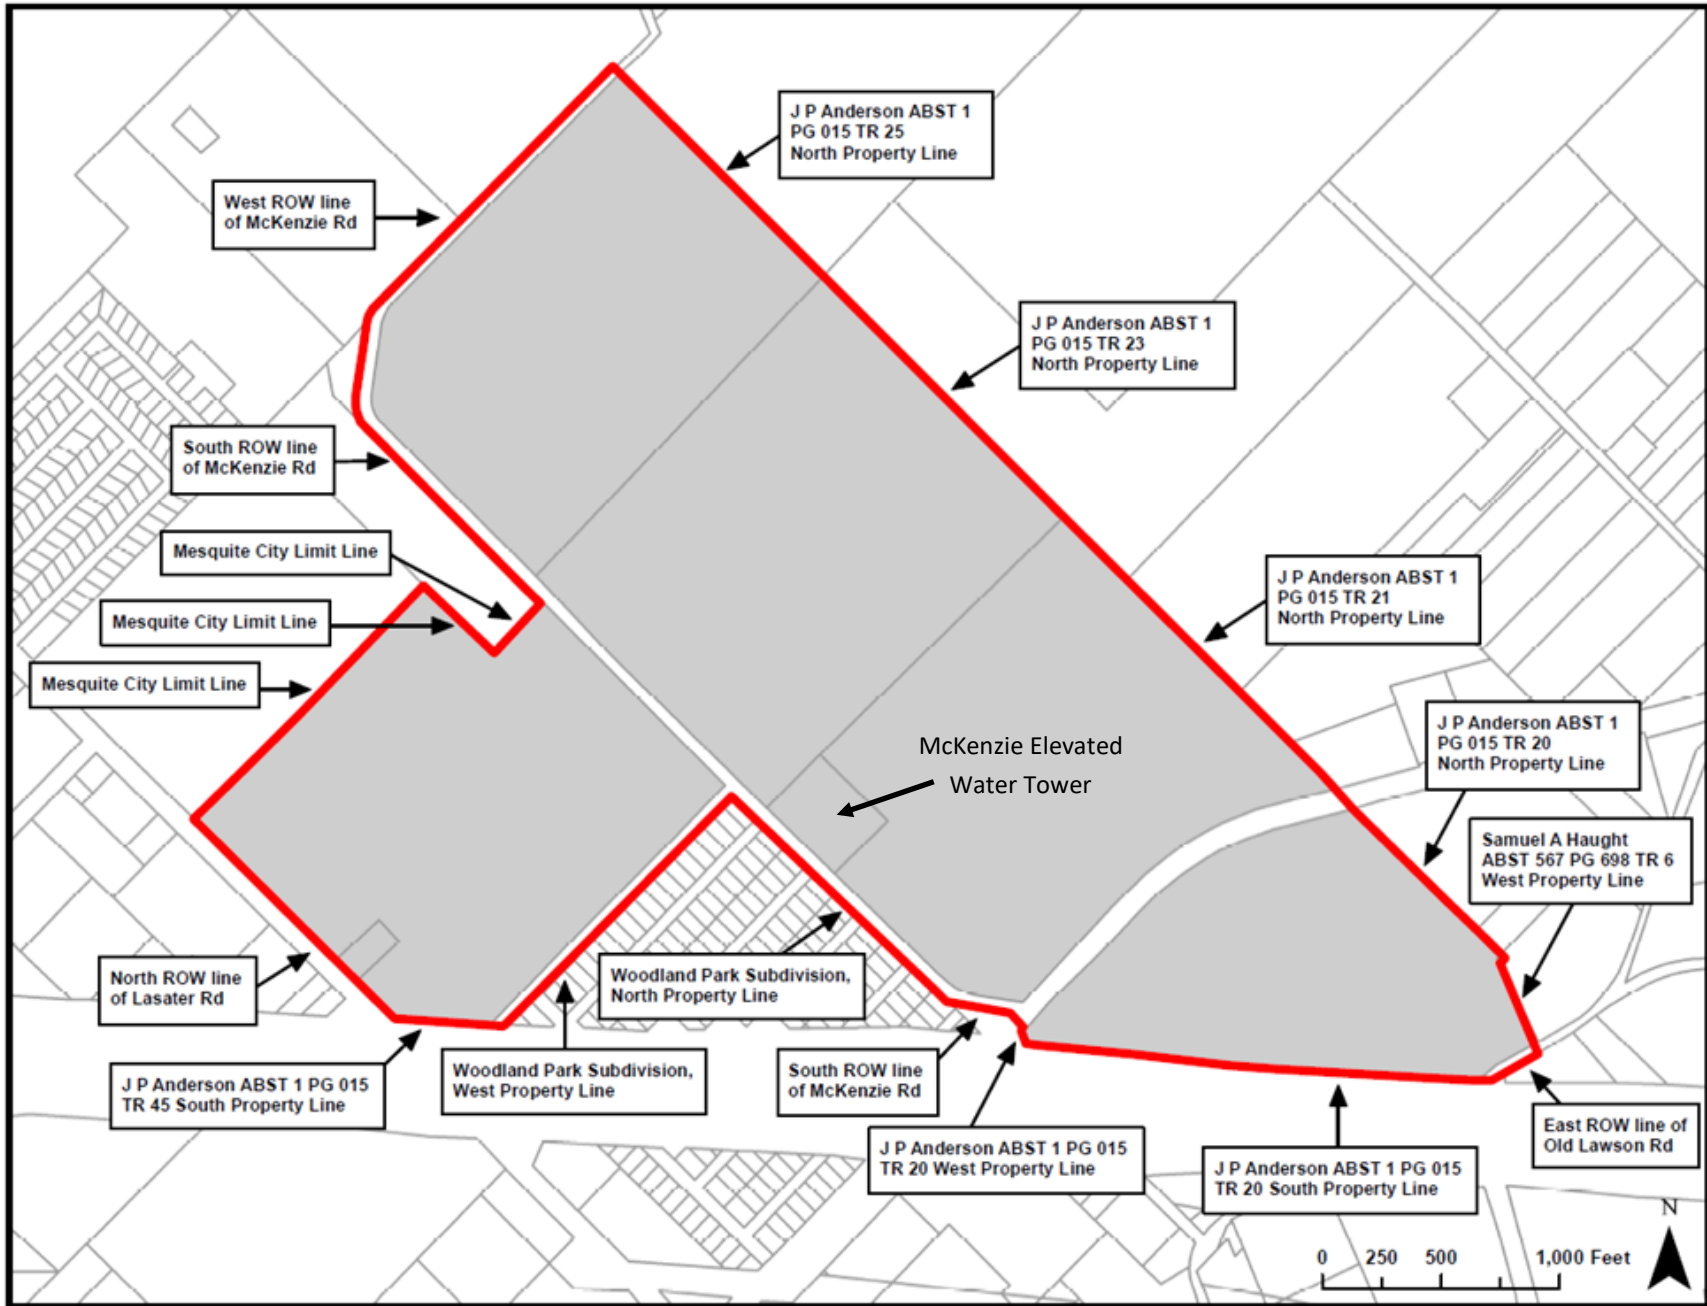 J P Anderson ABST 1
PG 015 TR 25
North Property Line
West ROW line
of McKenzie Rd
J P Anderson ABST 1
PG 015 TR 23
North Property Line
South ROW line
of McKenzie Rd
Mesquite City Limit Line
Mesquite City Limit Line
Mesquite City Limit Line
J P Anderson ABST 1
PG 015 TR 21
North Property Line
J P Anderson ABST 1
PG 015 TR 20
North Property Line
McKenzie Elevated
Water Tower
Samuel A Haught
ABST 567 PG 698 TR 6
West Property Line
North ROW line
of Lasater Rd
Woodland Park Subdivision,
North Property Line
J P Anderson ABST 1 PG 015
TR 45 South Property Line
Woodland Park Subdivision,
West Property Line
South ROW line
of McKenzie Rd
J P Anderson ABST 1 PG 015
TR 20 West Property Line
J P Anderson ABST 1 PG 015
TR 20 South Property Line
East ROW line of
Old Lawson Rd
N
0 250 500 1,000 Feet